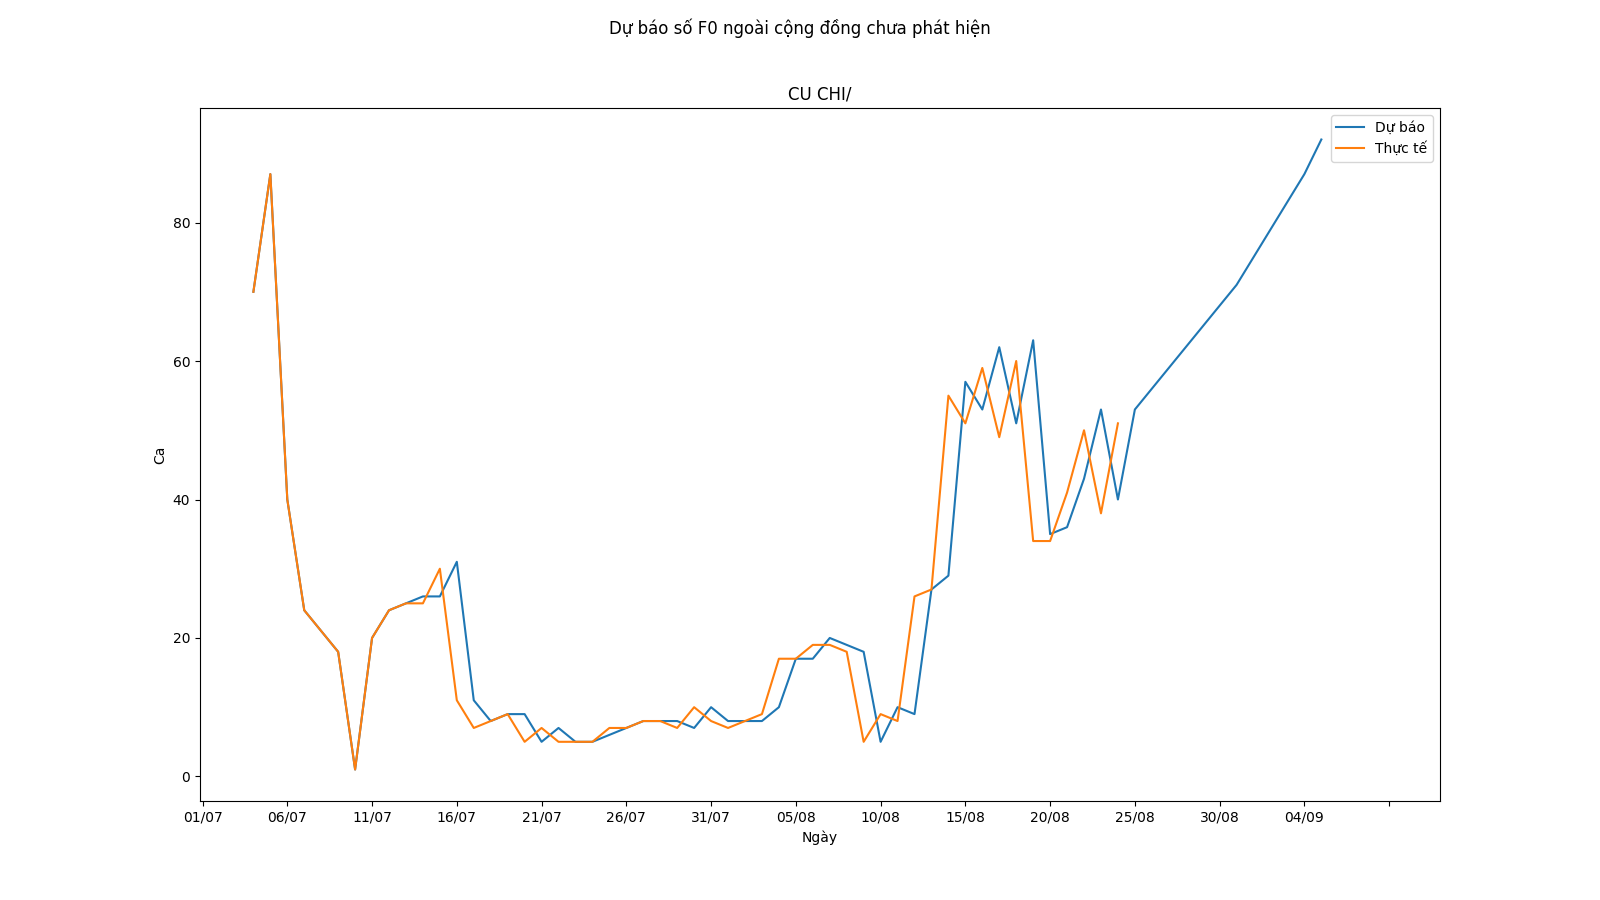 Dự báo số F0 ngoài cộng đồng chưa phát hiện
CU CHI/
Dự báo
Thực tế
80
60
40
20
0
Ca
01/07 06/07 11/07 16/07 21/07 26/07 31/07 05/08 10/08 15/08 20/08 25/08 30/08 04/09
Ngày